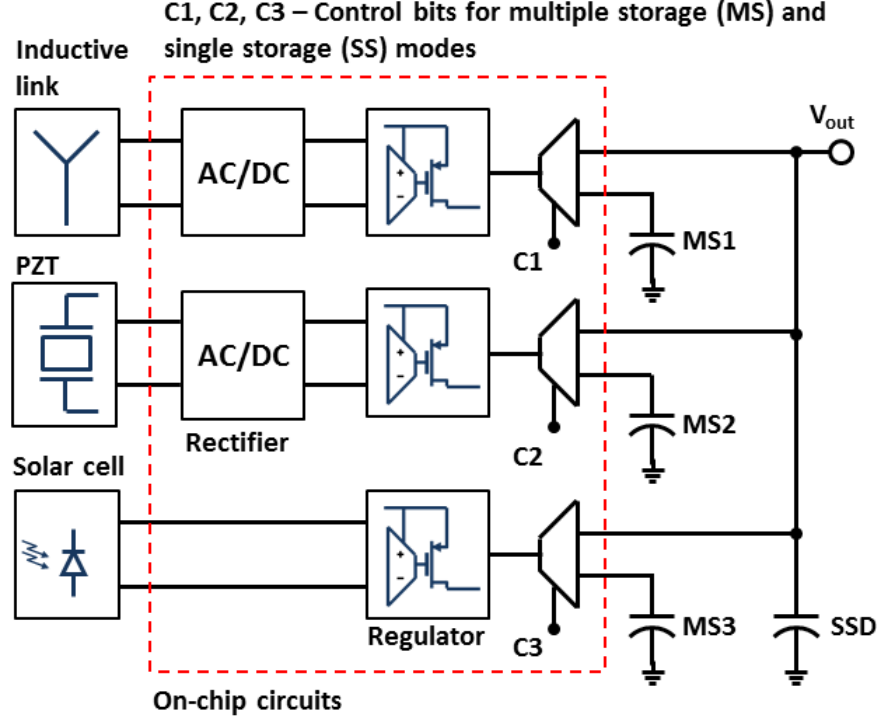 C1, C2, C3 – Control bits for multiple storage (MS) and
single storage (SS) modes
Inductive
link
AC/DC
+
-
C1
MS1
Vout
PZT
AC/DC
Rectifier
+
-
C2
MS2
Solar cell
+
-
Regulator
C3
MS3
SSD
On-chip circuits